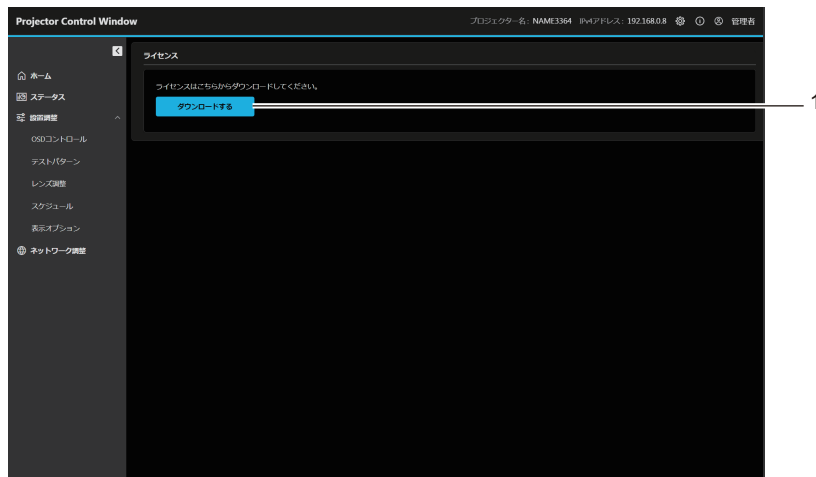 Projector Control Window
プロジェクター名: NAME3364 IPv4アドレス: 192.168.0.8 管理者
ライセンス
ライセンスはこちらからダウンロードしてください。
ダウンロードする
1
ホーム
ステータス
設置調整
OSDコントロール
テストパターン
レンズ調整
スケジュール
表示オプション
ネットワーク調整